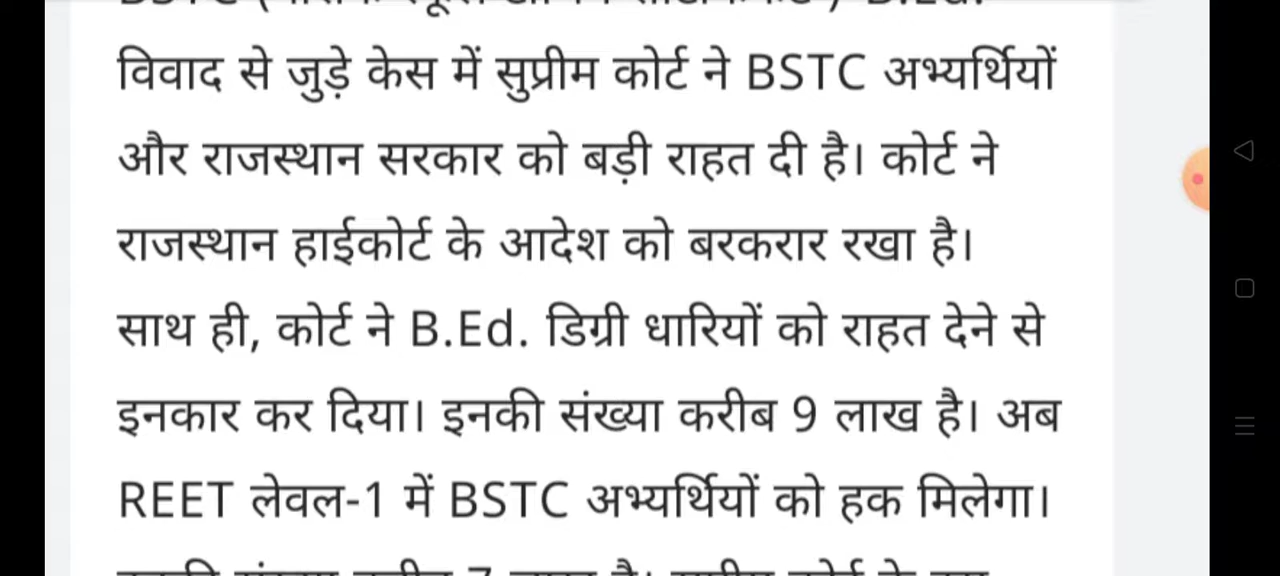 विवाद से जुड़े केस में सुप्रीम कोर्ट ने BSTC अभ्यर्थियों
और राजस्थान सरकार को बड़ी राहत दी है। कोर्ट ने
राजस्थान हाईकोर्ट के आदेश को बरकरार रखा है।
साथ ही, कोर्ट ने B.Ed. डिग्री धारियों को राहत देने से
इनकार कर दिया। इनकी संख्या करीब 9 लाख है। अब
REET लेवल-1 में BSTC अभ्यर्थियों को हक मिलेगा।